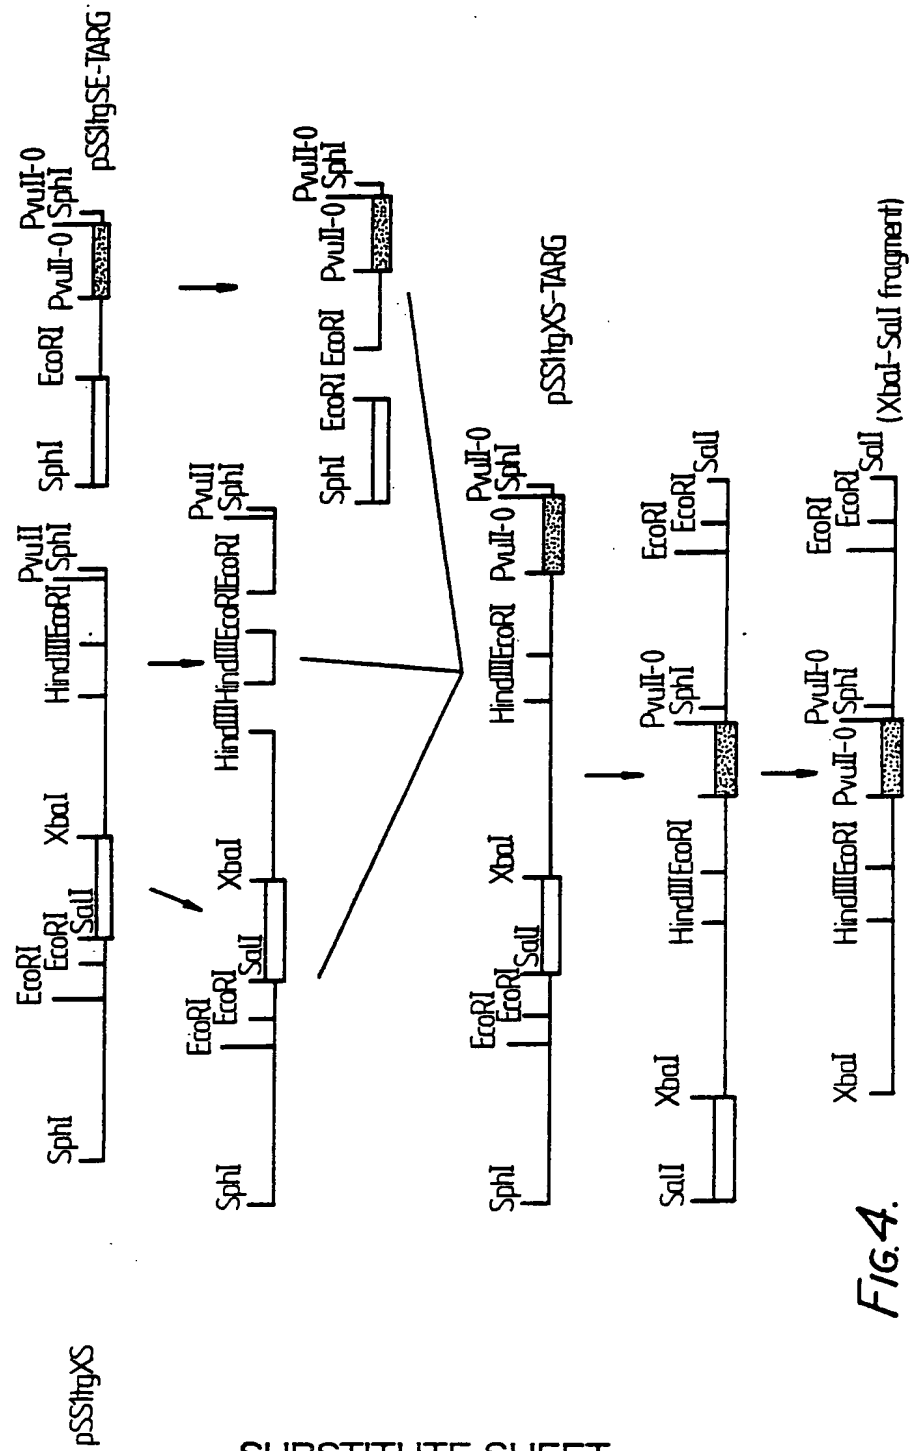 pSS1tgXS
SphI EcoRI EcoRI SalI XbaI HindIII EcoRI PvuII SphI
SphI EcoRI PvuII-0 PvuII-0 SphI
pSS1tgSE-TARG
SphI EcoRI EcoRI SalI XbaI HindIII HindIII EcoRI EcoRI PvuII SphI
SphI EcoRI EcoRI PvuII-0 PvuII-0 SphI
SphI EcoRI EcoRI SalI XbaI HindIII EcoRI PvuII-0 PvuII-0 SphI
pSS1tgXS-TARG
SalI XbaI HindIII EcoRI PvuII-0 SphI EcoRI EcoRI SalI
XbaI HindIII EcoRI PvuII-0 PvuII-0 SphI EcoRI EcoRI SalI
(XbaI-SalI fragment)
FIG. 4.
SUBSTITUTE SHEET